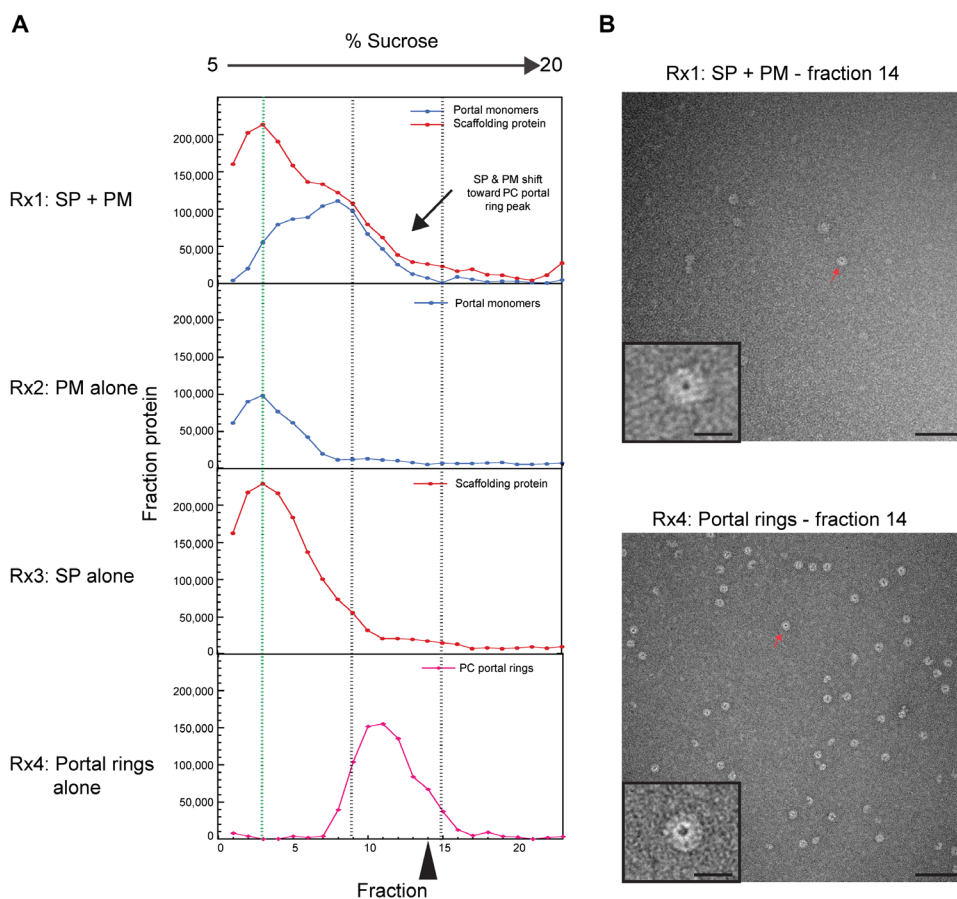 A
% Sucrose
5
20
Rx1: SP + PM
Portal monomers
Scaffolding protein
SP & PM shift
toward PC portal
ring peak
200,000
150,000
100,000
50,000
0
Rx2: PM alone
Portal monomers
200,000
150,000
100,000
50,000
0
Fraction protein
Rx3: SP alone
Scaffolding protein
200,000
150,000
100,000
50,000
0
Rx4: Portal rings
alone
PC portal rings
200,000
150,000
100,000
50,000
0
0 5 10 15 20
Fraction
B
Rx1: SP + PM - fraction 14
Rx4: Portal rings - fraction 14